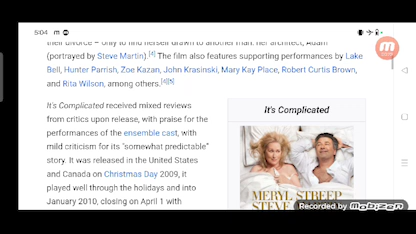 5:04
their divorce – only to find herself drawn to another man: her architect, Adam
(portrayed by Steve Martin).[4] The film also features supporting performances by Lake
Bell, Hunter Parrish, Zoe Kazan, John Krasinski, Mary Kay Place, Robert Curtis Brown,
and Rita Wilson, among others.[4][5]
It's Complicated received mixed reviews
from critics upon release, with praise for the
performances of the ensemble cast, with
mild criticism for its "somewhat predictable"
story. It was released in the United States
and Canada on Christmas Day 2009, it
played well through the holidays and into
January 2010, closing on April 1 with
It's Complicated
MERYL STREEP
STEVE
Recorded by Mobizen